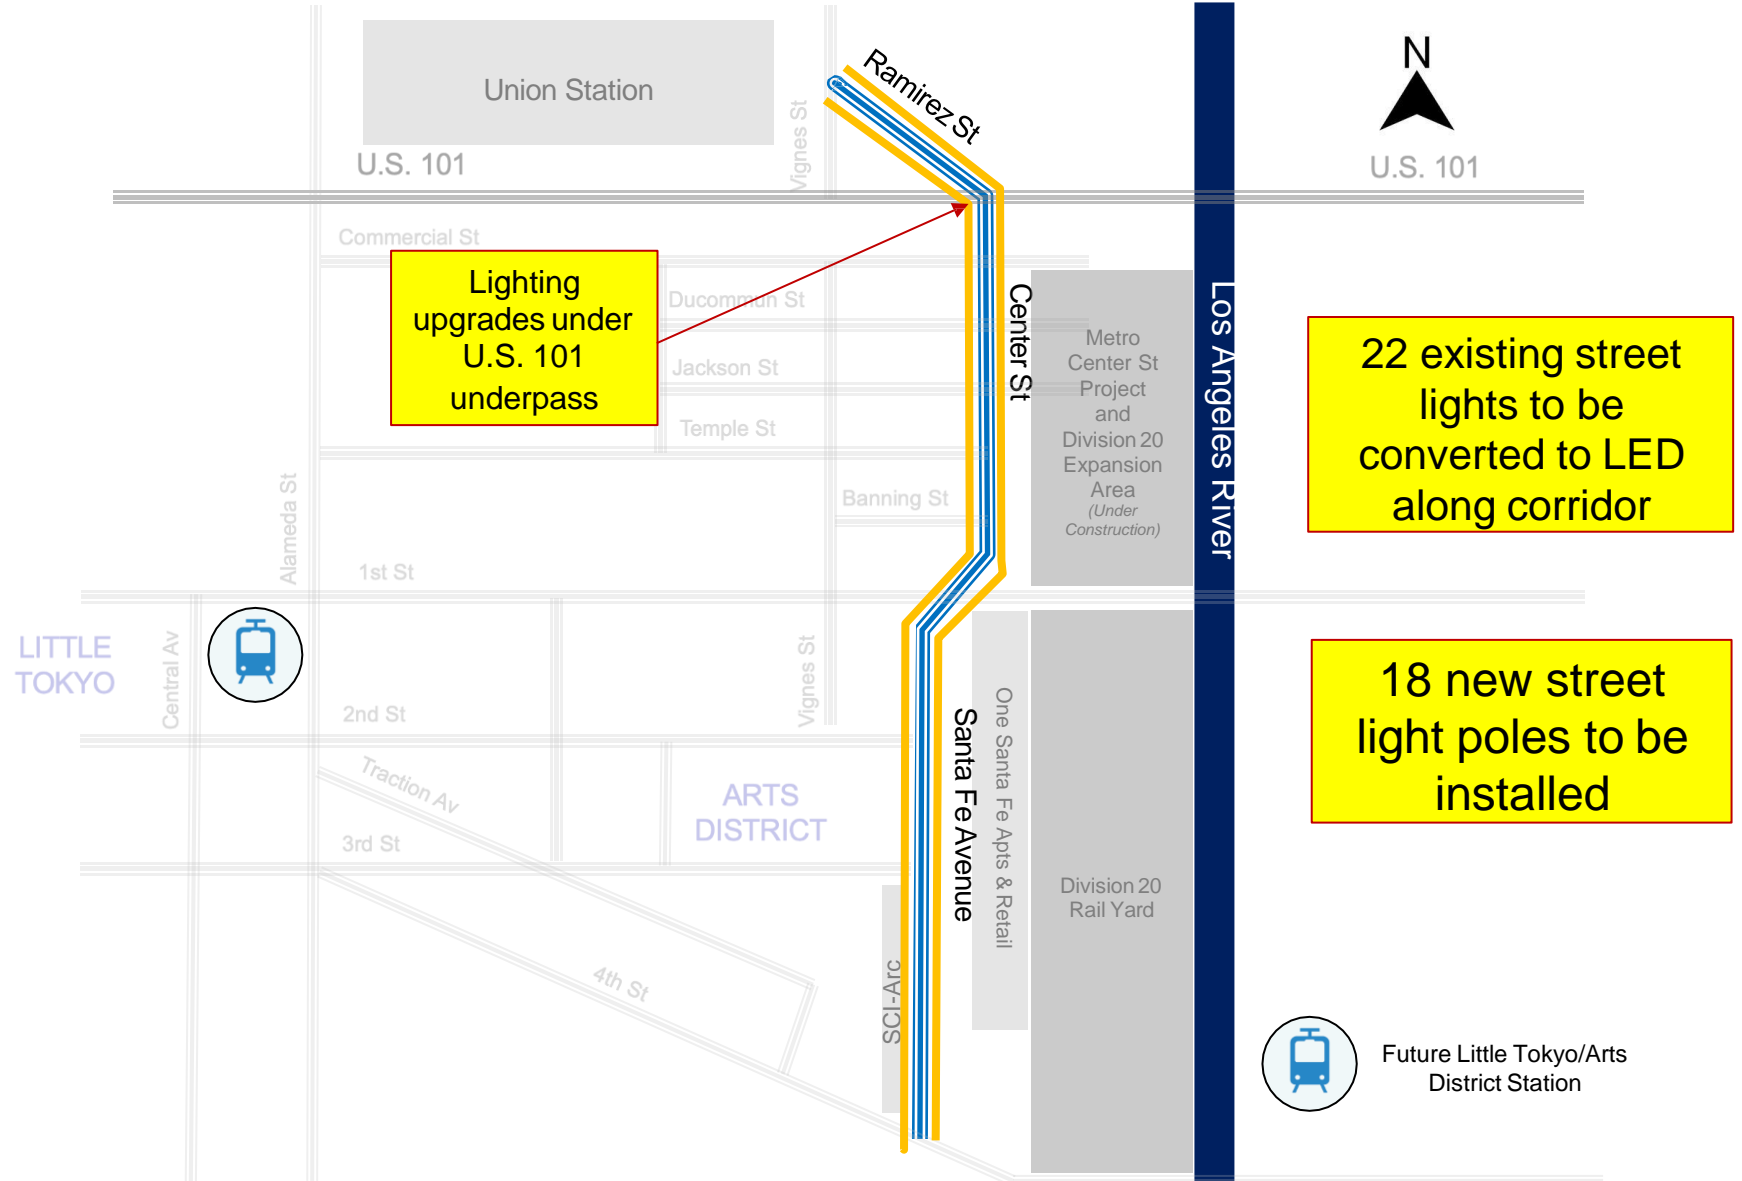 Union Station
Vignes St
Ramirez St
N
U.S. 101
U.S. 101
Commercial St
Lighting
upgrades under
U.S. 101
underpass
Ducommun St
Jackson St
Temple St
Banning St
Center St
Metro
Center St
Project
and
Division 20
Expansion
Area
(Under
Construction)
Los Angeles River
22 existing street
lights to be
converted to LED
along corridor
Alameda St
1st St
LITTLE
TOKYO
Central Av
Vignes St
2nd St
Traction Av
ARTS
DISTRICT
3rd St
4th St
Santa Fe Avenue
One Santa Fe Apts & Retail
SCI-Arc
Division 20
Rail Yard
18 new street
light poles to be
installed
Future Little Tokyo/Arts
District Station